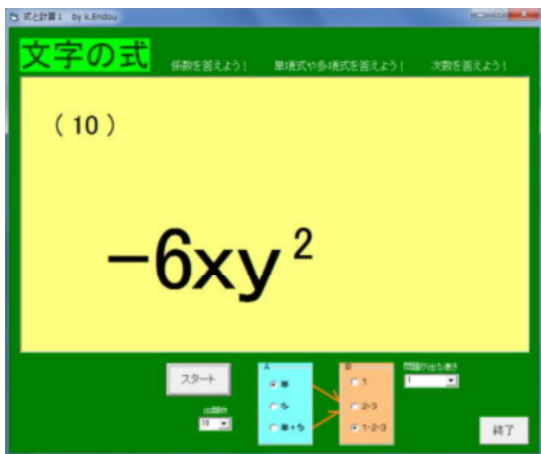 式と計算1 by k.Endou
文字の式
係数を答えよう! 単項式や多項式を答えよう! 次数を答えよう!
( 10 )
−6xy²
スタート
10
A
単
多
単+多
B
1
2-3
1-2-3
問題が出る速さ
1
終了